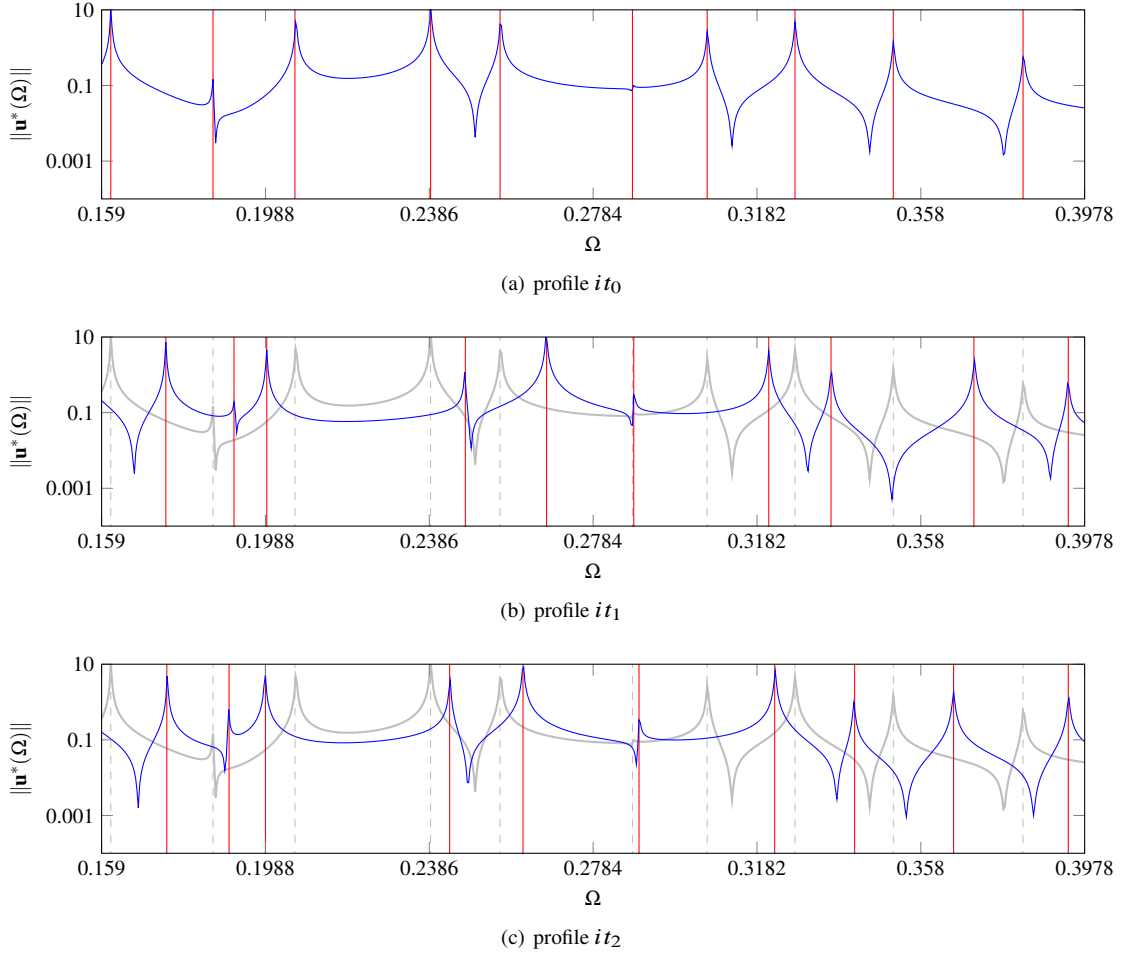 10
0.1
0.001
‖u*(Ω)‖
0.159 0.1988 0.2386 0.2784 0.3182 0.358 0.3978
Ω
(a) profile it₀
10
0.1
0.001
‖u*(Ω)‖
0.159 0.1988 0.2386 0.2784 0.3182 0.358 0.3978
Ω
(b) profile it₁
10
0.1
0.001
‖u*(Ω)‖
0.159 0.1988 0.2386 0.2784 0.3182 0.358 0.3978
Ω
(c) profile it₂